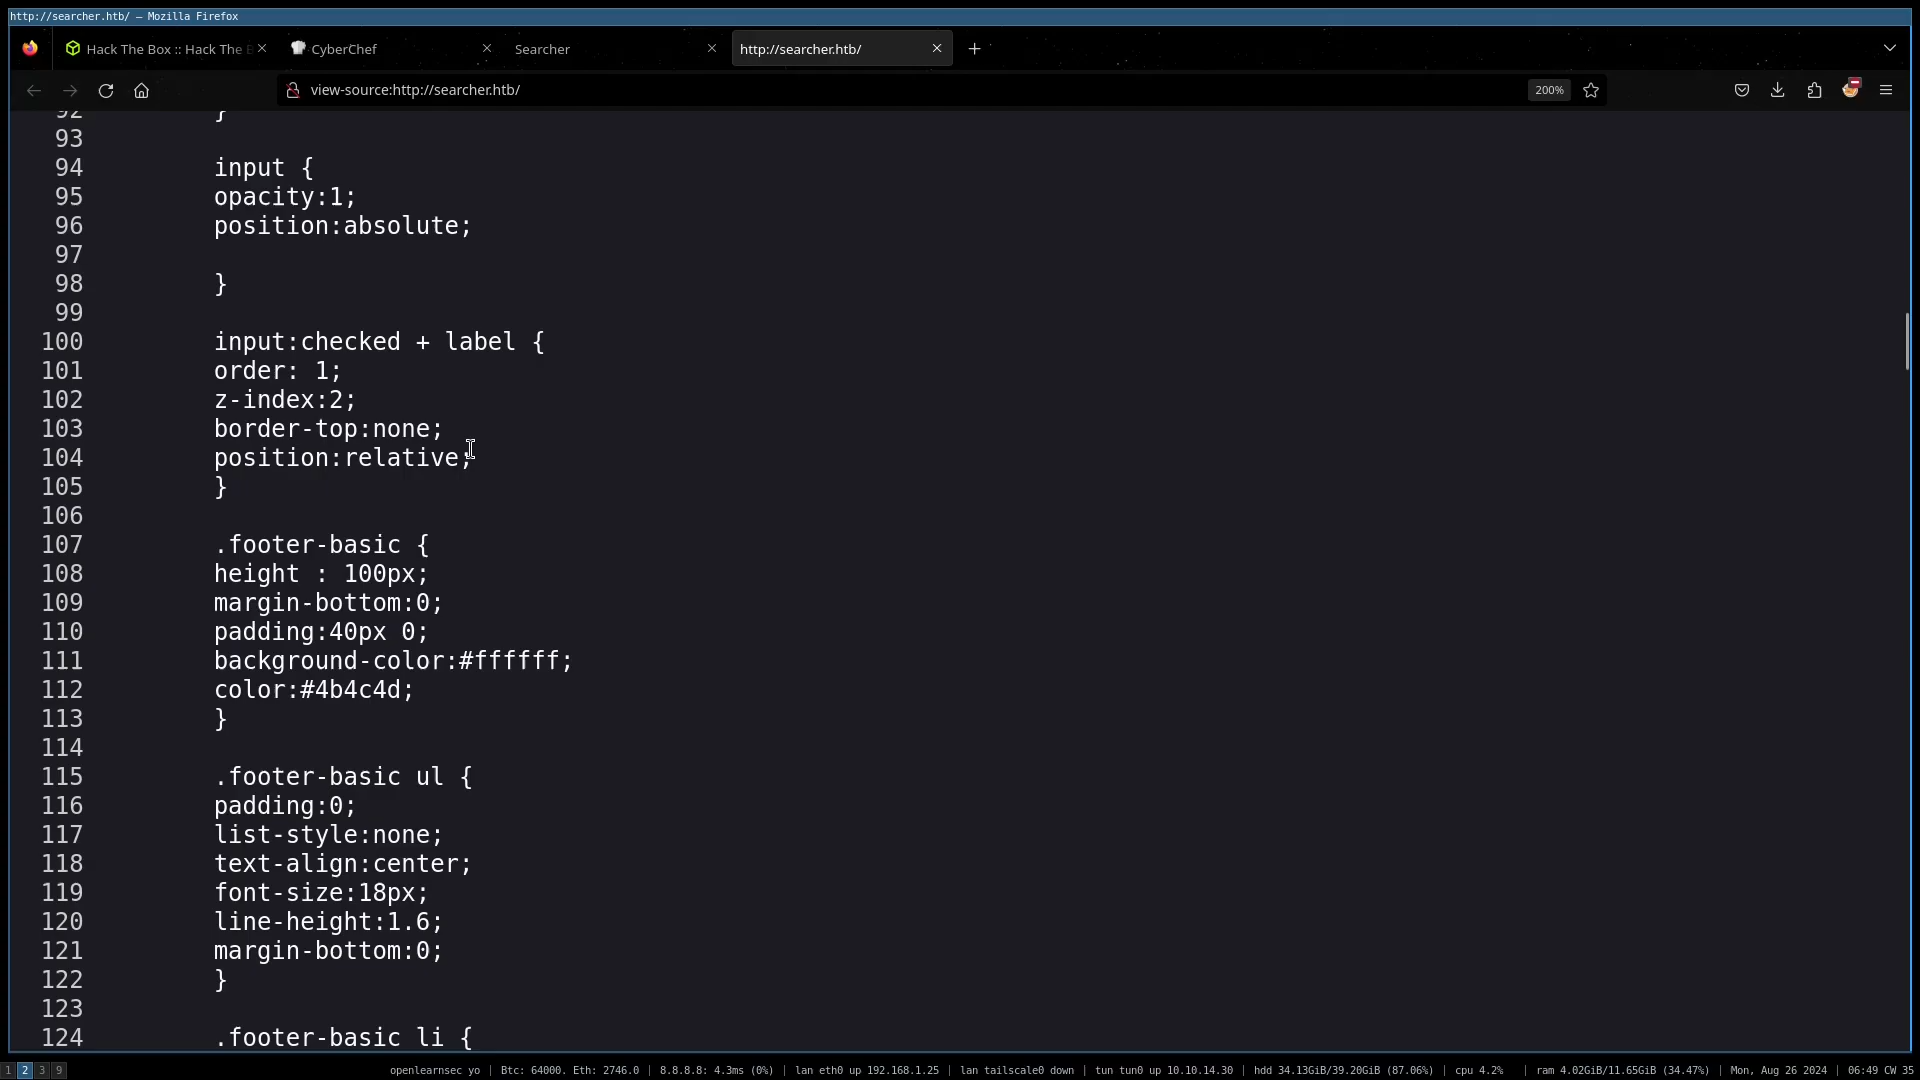 http://searcher.htb/ — Mozilla Firefox
Hack The Box :: Hack The B
CyberChef
Searcher
http://searcher.htb/
view-source:http://searcher.htb/
200%
92 }
93
94 input {
95 opacity:1;
96 position:absolute;
97
98 }
99
100 input:checked + label {
101 order: 1;
102 z-index:2;
103 border-top:none;
104 position:relative;
105 }
106
107 .footer-basic {
108 height : 100px;
109 margin-bottom:0;
110 padding:40px 0;
111 background-color:#ffffff;
112 color:#4b4c4d;
113 }
114
115 .footer-basic ul {
116 padding:0;
117 list-style:none;
118 text-align:center;
119 font-size:18px;
120 line-height:1.6;
121 margin-bottom:0;
122 }
123
124 .footer-basic li {
1 2 3 9 openlearnsec yo | Btc: 64000. Eth: 2746.0 | 8.8.8.8: 4.3ms (0%) | lan eth0 up 192.168.1.25 | lan tailscale0 down | tun tun0 up 10.10.14.30 | hdd 34.13GiB/39.20GiB (87.06%) | cpu 4.2% | ram 4.02GiB/11.65GiB (34.47%) | Mon, Aug 26 2024 | 06:49 CW 35